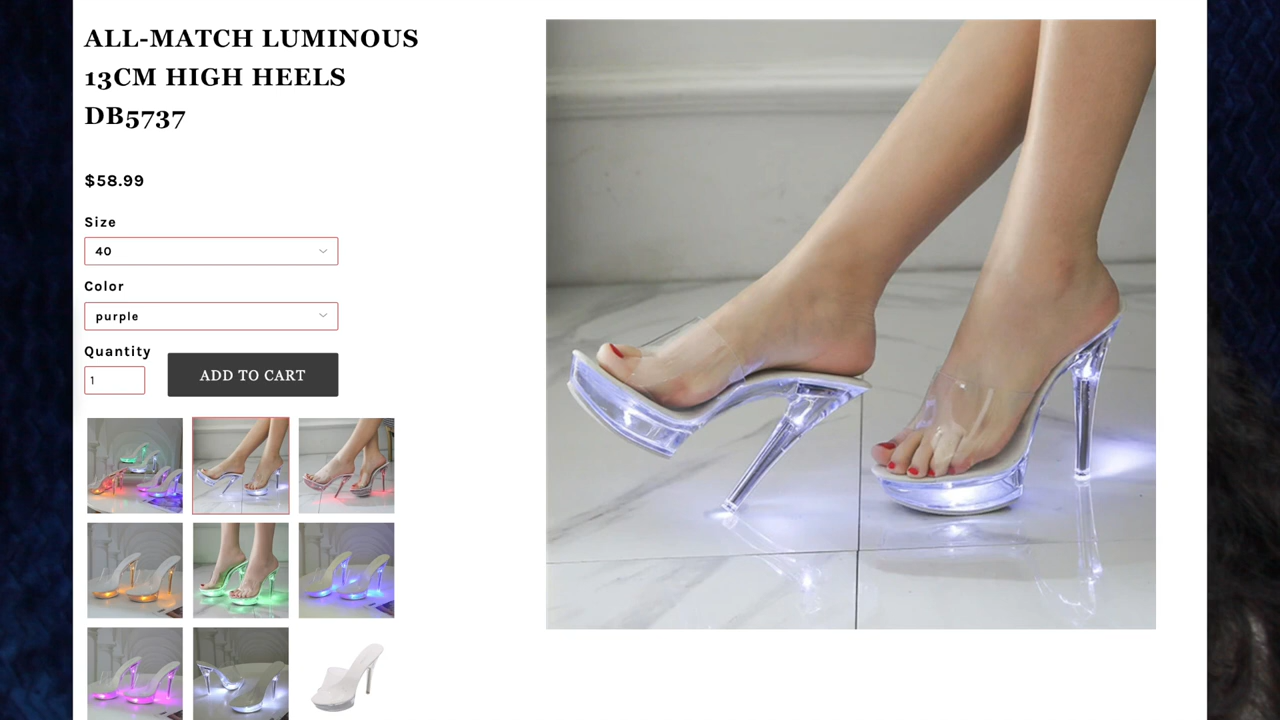 ALL-MATCH LUMINOUS
13CM HIGH HEELS
DB5737
$58.99
Size
40
Color
purple
Quantity
1
ADD TO CART